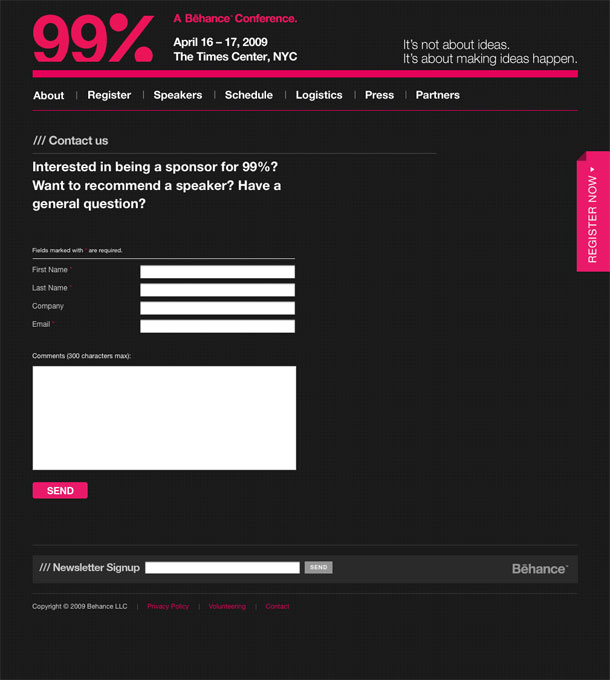 99%
A Bēhance™ Conference.
April 16 – 17, 2009
The Times Center, NYC
It's not about ideas.
It's about making ideas happen.
About | Register | Speakers | Schedule | Logistics | Press | Partners
/// Contact us
Interested in being a sponsor for 99%?
Want to recommend a speaker? Have a
general question?
REGISTER NOW
Fields marked with * are required.
First Name *
Last Name *
Company
Email *
Comments (300 characters max):
SEND
/// Newsletter Signup
SEND
Bēhance™
Copyright © 2009 Behance LLC | Privacy Policy | Volunteering | Contact